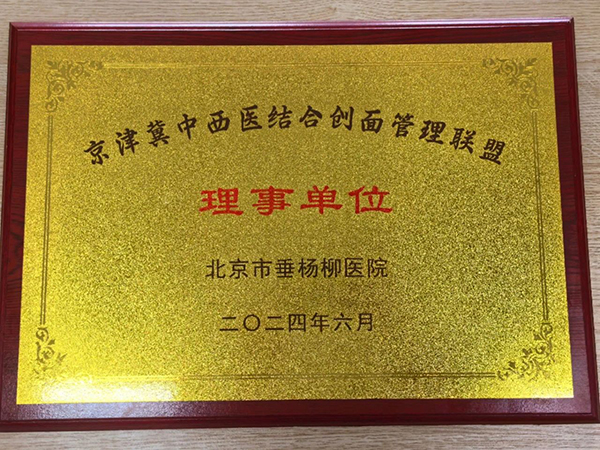 京津冀中西医结合创面管理联盟
理事单位
北京市垂杨柳医院
二〇二四年六月